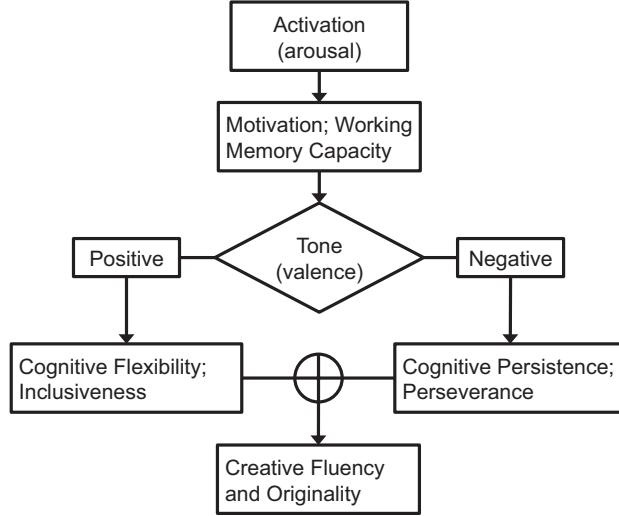 Activation
(arousal)
Motivation; Working
Memory Capacity
Tone
(valence)
Positive
Negative
Cognitive Flexibility;
Inclusiveness
Cognitive Persistence;
Perseverance
Creative Fluency
and Originality